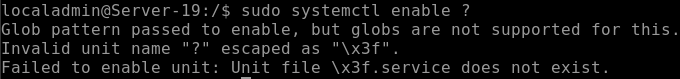 localadmin@Server-19:/$ sudo systemctl enable ?
Glob pattern passed to enable, but globs are not supported for this.
Invalid unit name "?" escaped as "\x3f".
Failed to enable unit: Unit file \x3f.service does not exist.